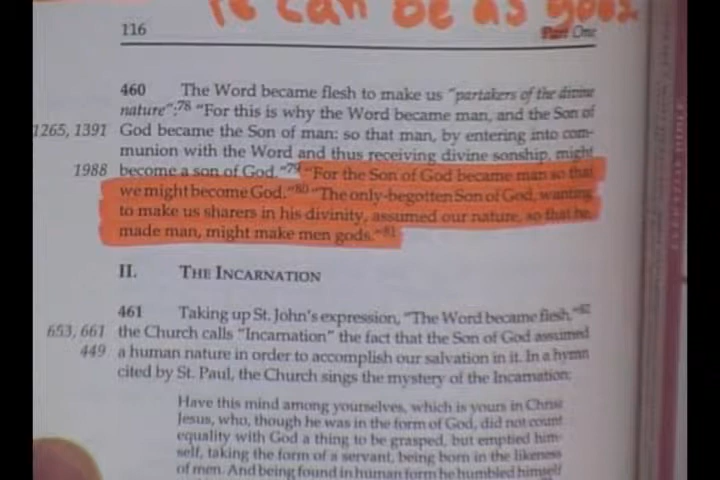 Te can be as gods
116 Part One
460 The Word became flesh to make us "partakers of the divine
nature":78 "For this is why the Word became man, and the Son of
1265, 1391 God became the Son of man: so that man, by entering into com-
munion with the Word and thus receiving divine sonship, might
1988 become a son of God."79 "For the Son of God became man so that
we might become God."80 "The only-begotten Son of God, wanting
to make us sharers in his divinity, assumed our nature, so that he,
made man, might make men gods."81
II. THE INCARNATION
461 Taking up St. John's expression, "The Word became flesh,"82
653, 661 the Church calls "Incarnation" the fact that the Son of God assumed
449 a human nature in order to accomplish our salvation in it. In a hymn
cited by St. Paul, the Church sings the mystery of the Incarnation:
Have this mind among yourselves, which is yours in Christ
Jesus, who, though he was in the form of God, did not count
equality with God a thing to be grasped, but emptied him-
self, taking the form of a servant, being born in the likeness
of men. And being found in human form he humbled himself